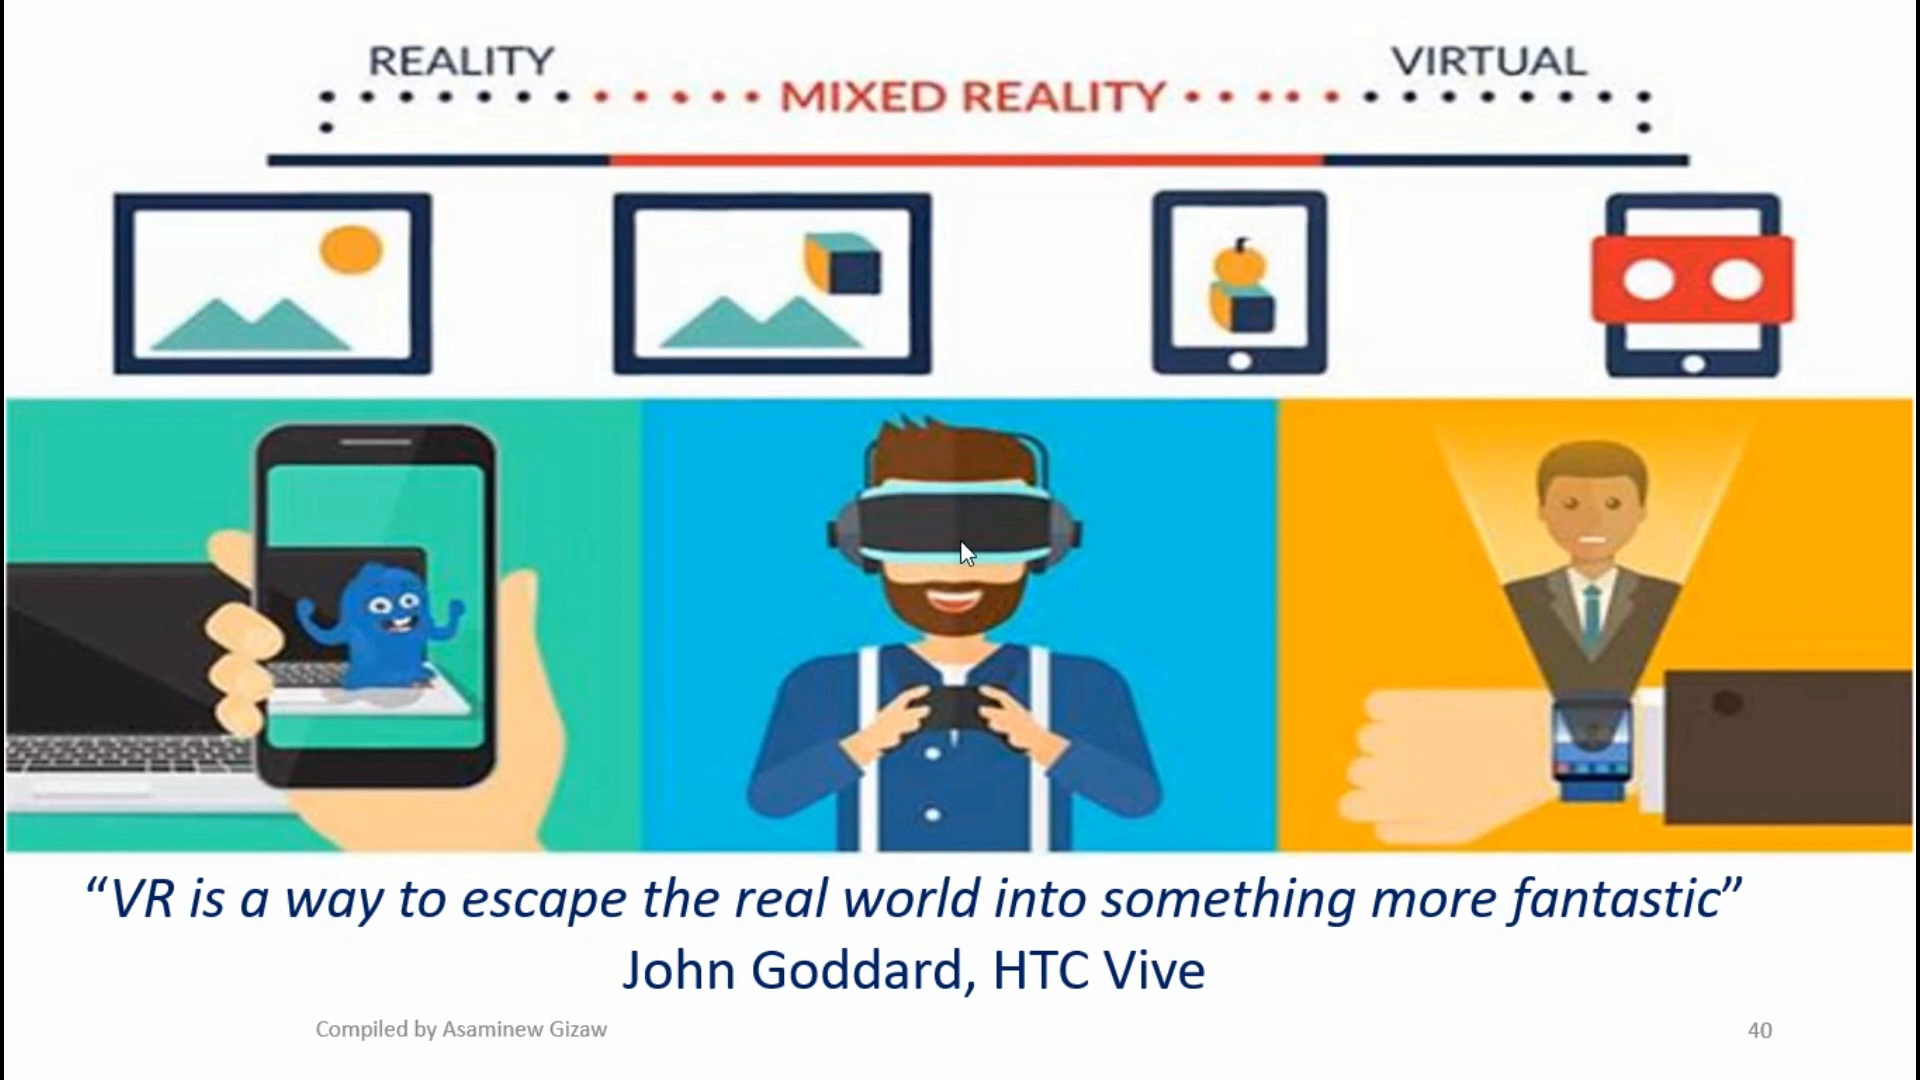 REALITY
VIRTUAL
MIXED REALITY
“VR is a way to escape the real world into something more fantastic”
John Goddard, HTC Vive
Compiled by Asaminew Gizaw
40